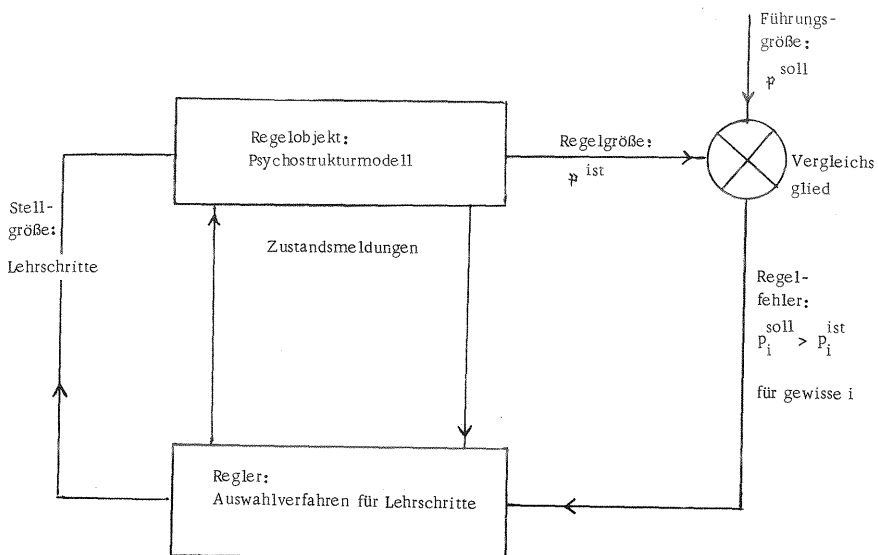 Führungs-
größe:
p soll
Regelobjekt:
Psychostrukturmodell
Regelgröße:
p ist
Vergleichs
glied
Stell-
größe:
Lehrschritte
Zustandsmeldungen
Regel-
fehler:
p_i^soll > p_i^ist
für gewisse i
Regler:
Auswahlverfahren für Lehrschritte